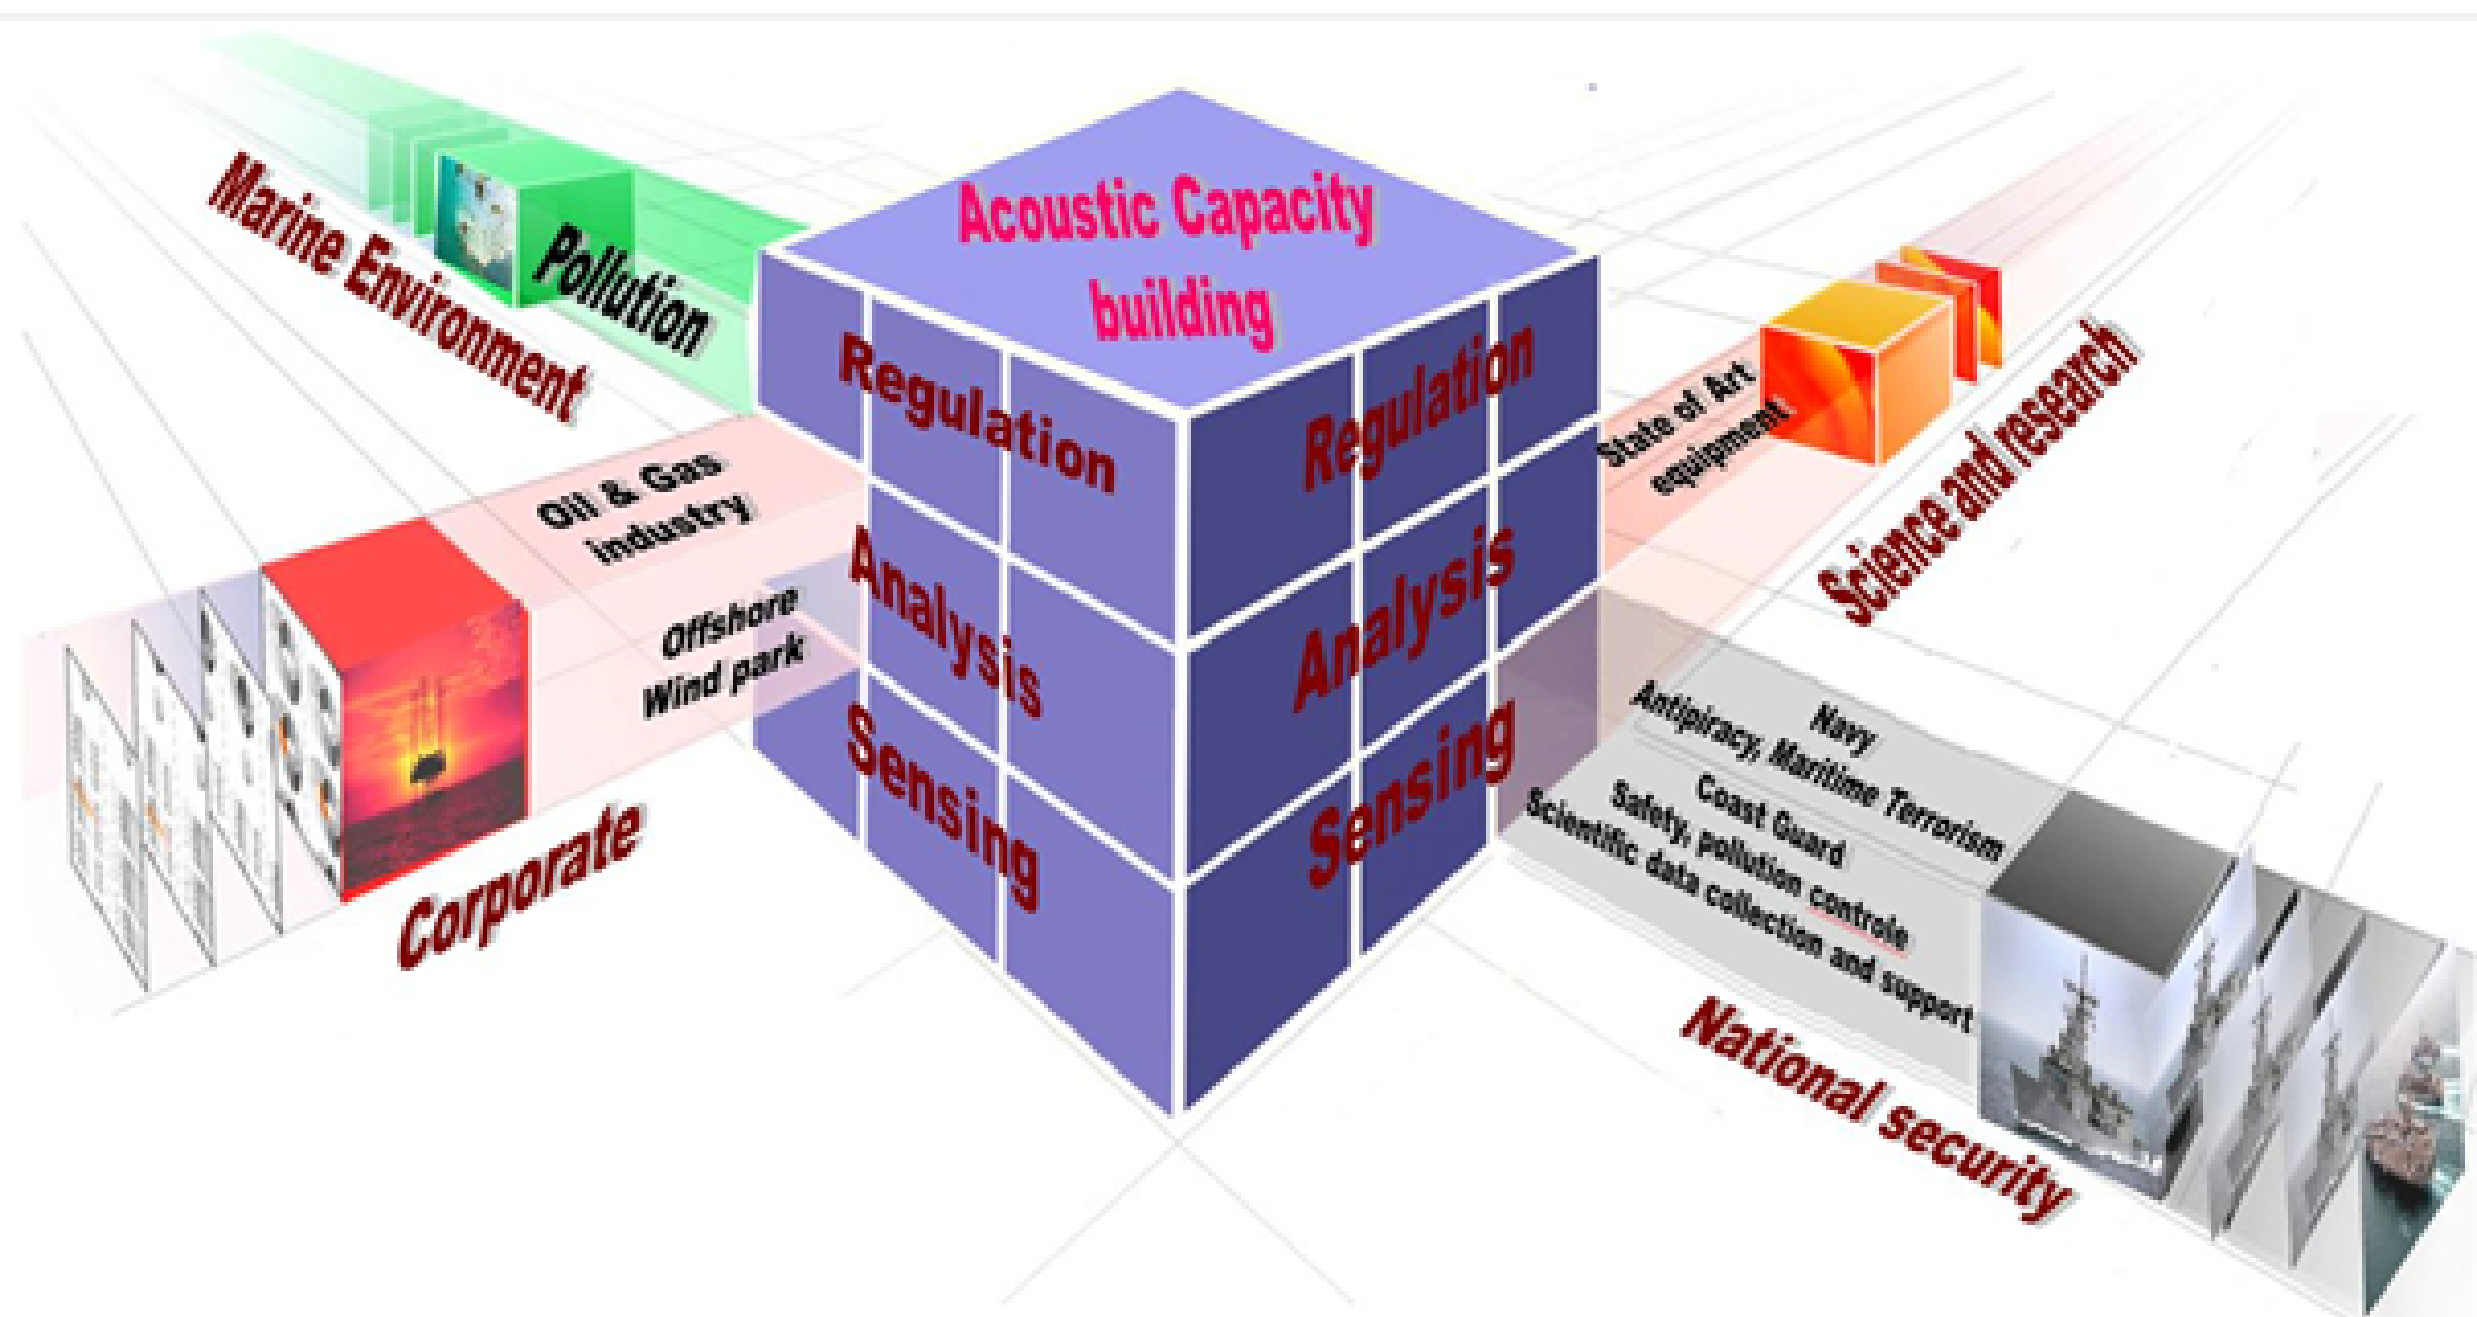 Acoustic Capacity
building
Regulation
Analysis
Sensing
Regulation
Analysis
Sensing
Marine Environment
Pollution
Oil & Gas
industry
Offshore
Wind park
Corporate
State of Art
equipment
Science and research
Navy
Antipiracy, Maritime Terrorism
Coast Guard
Safety, pollution controle
Scientific data collection and support
National security